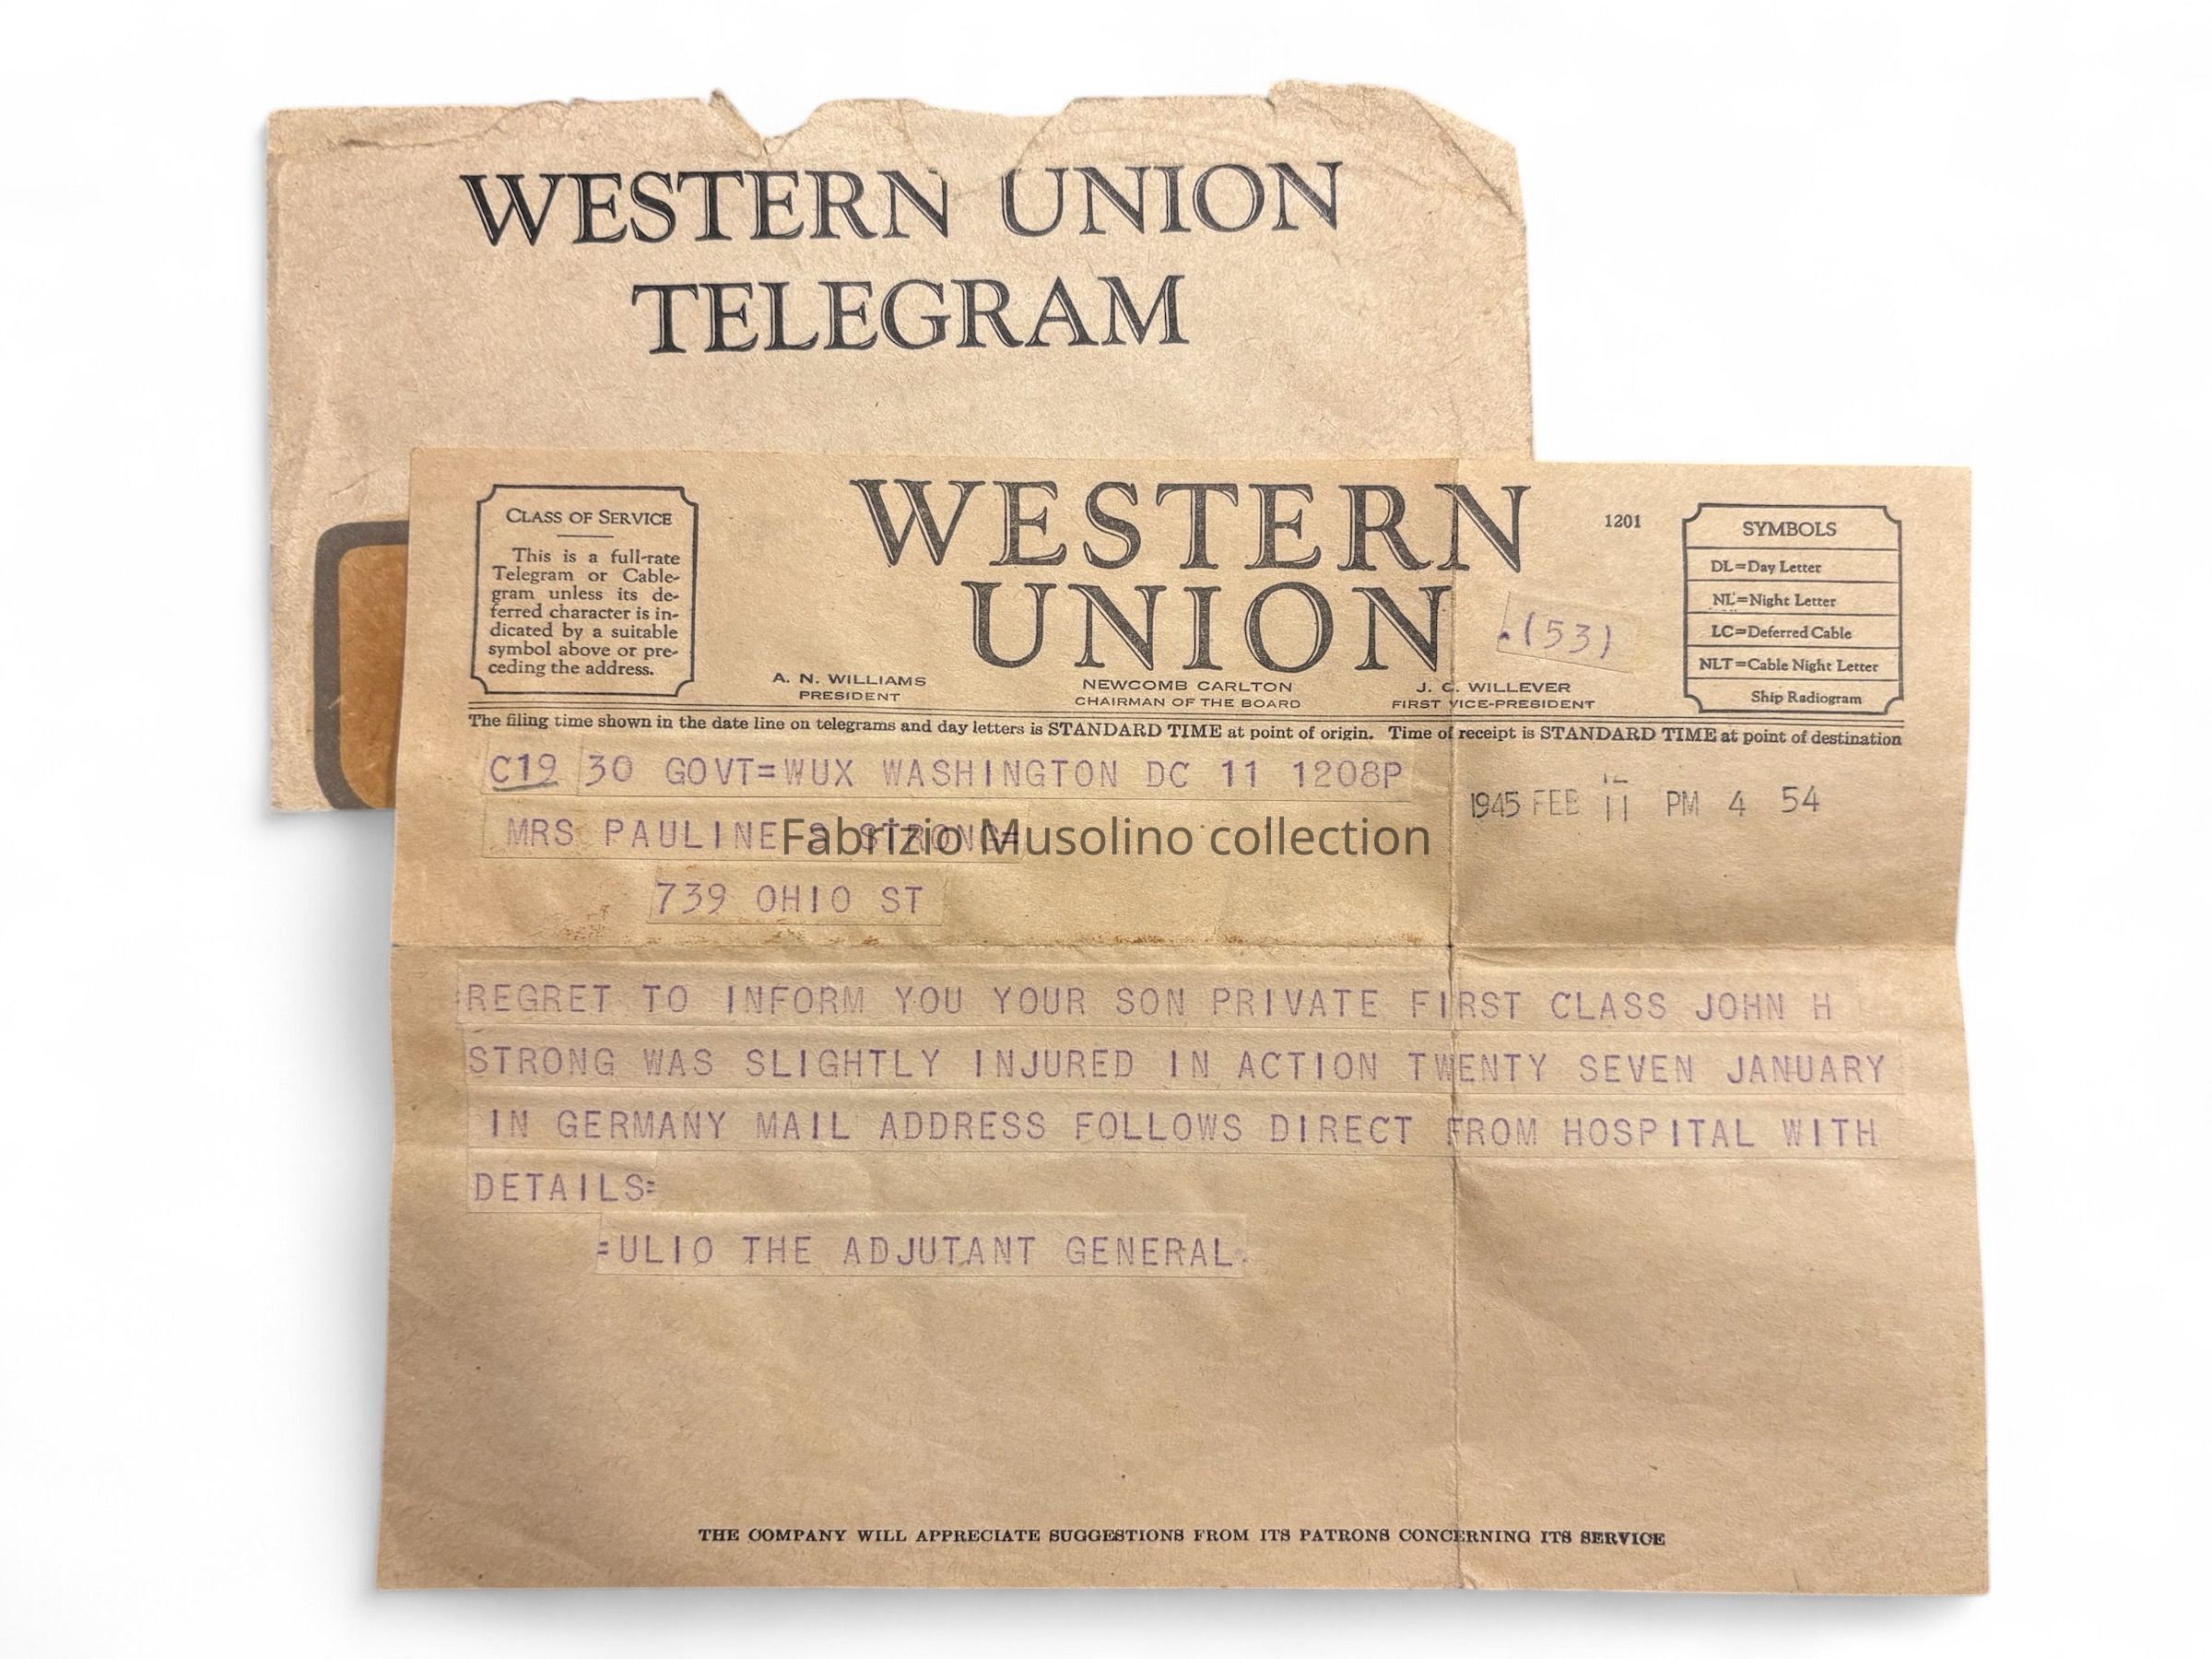 WESTERN UNION
TELEGRAM
CLASS OF SERVICE
This is a full-rate
Telegram or Cable-
gram unless its de-
ferred character is in-
dicated by a suitable
symbol above or pre-
ceding the address.
WESTERN
UNION
1201
(53)
SYMBOLS
DL=Day Letter
NL=Night Letter
LC=Deferred Cable
NLT=Cable Night Letter
Ship Radiogram
A. N. WILLIAMS
PRESIDENT
NEWCOMB CARLTON
CHAIRMAN OF THE BOARD
J. C. WILLEVER
FIRST VICE-PRESIDENT
The filing time shown in the date line on telegrams and day letters is STANDARD TIME at point of origin. Time of receipt is STANDARD TIME at point of destination
C19 30 GOVT=WUX WASHINGTON DC 11 1208P
1945 FEB 11 PM 4 54
MRS PAULINE STRONG=
Fabrizio Musolino collection
739 OHIO ST
REGRET TO INFORM YOU YOUR SON PRIVATE FIRST CLASS JOHN H
STRONG WAS SLIGHTLY INJURED IN ACTION TWENTY SEVEN JANUARY
IN GERMANY MAIL ADDRESS FOLLOWS DIRECT FROM HOSPITAL WITH
DETAILS=
=ULIO THE ADJUTANT GENERAL.
THE COMPANY WILL APPRECIATE SUGGESTIONS FROM ITS PATRONS CONCERNING ITS SERVICE